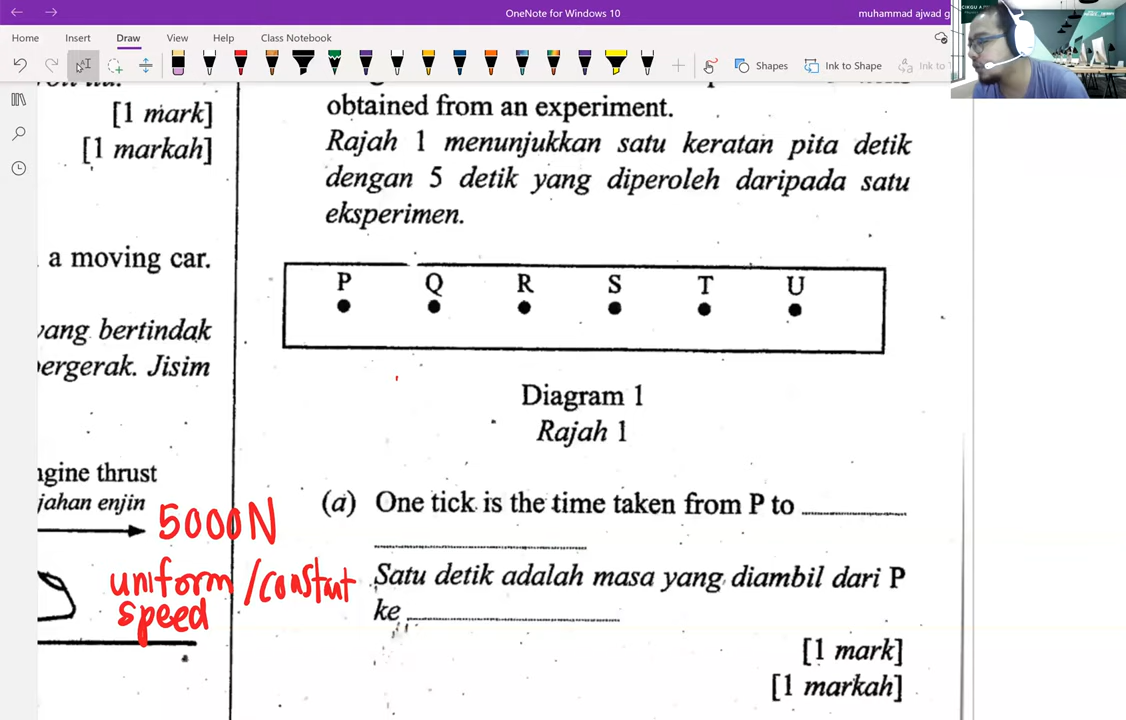 OneNote for Windows 10
muhammad ajwad g
Home
Insert
Draw
View
Help
Class Notebook
Shapes
Ink to Shape
Ink to
CIKGU A
[1 mark]
[1 markah]
a moving car.
yang bertindak
bergerak. Jisim
ngine thrust
jahan enjin
5000N
uniform/constant
speed
obtained from an experiment.
Rajah 1 menunjukkan satu keratan pita detik
dengan 5 detik yang diperoleh daripada satu
eksperimen.
P Q R S T U
Diagram 1
Rajah 1
(a) One tick is the time taken from P to
Satu detik adalah masa yang diambil dari P
ke
[1 mark]
[1 markah]